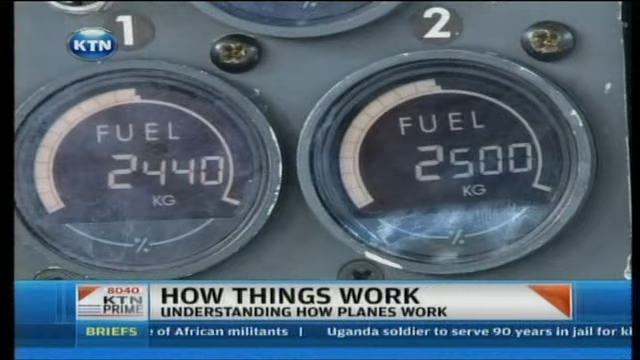 KTN
1
2
FUEL
2440
KG
%
FUEL
2500
KG
%
8040
KTN
PRIME
HOW THINGS WORK
UNDERSTANDING HOW PLANES WORK
BRIEFS
e of African militants | Uganda soldier to serve 90 years in jail for ki